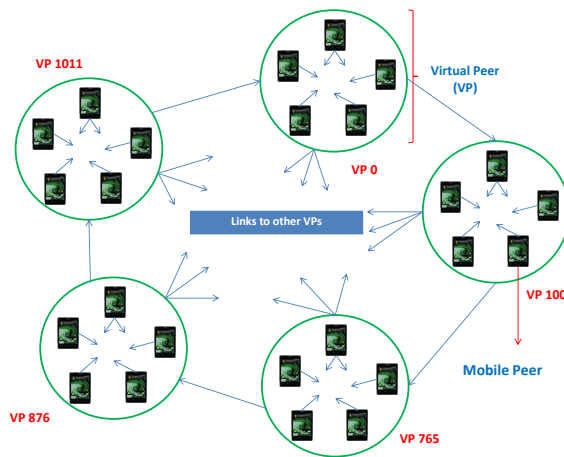 VP 1011
Virtual Peer
(VP)
VP 0
Links to other VPs
VP 100
Mobile Peer
VP 876
VP 765